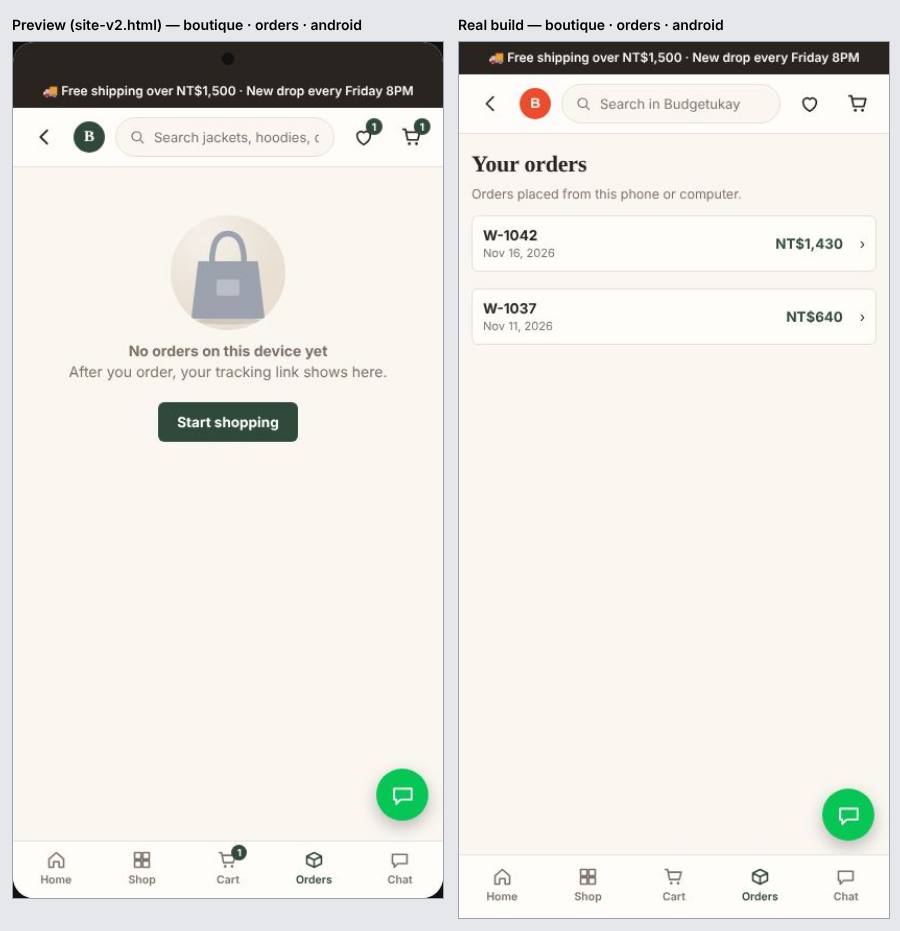 Preview (site-v2.html) — boutique · orders · android
🚚 Free shipping over NT$1,500 · New drop every Friday 8PM
B
Search jackets, hoodies, c
1
1
No orders on this device yet
After you order, your tracking link shows here.
Start shopping
1
Home
Shop
Cart
Orders
Chat
Real build — boutique · orders · android
🚚 Free shipping over NT$1,500 · New drop every Friday 8PM
B
Search in Budgetukay
Your orders
Orders placed from this phone or computer.
W-1042
Nov 16, 2026
NT$1,430 ›
W-1037
Nov 11, 2026
NT$640 ›
Home
Shop
Cart
Orders
Chat